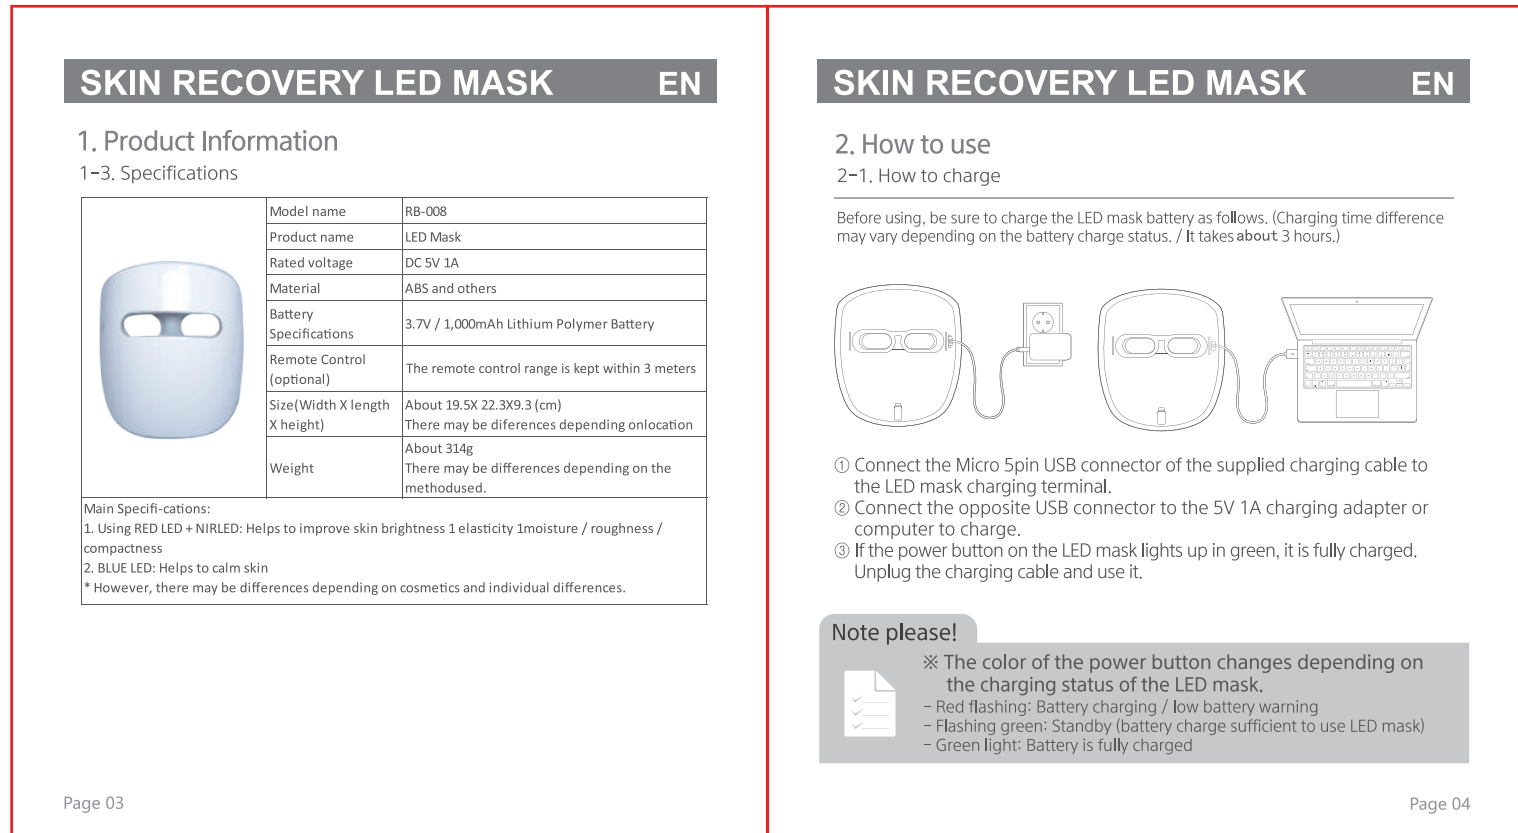 SKIN RECOVERY LED MASK EN
1. Product Information
1-3. Specifications
Model name RB-008
Product name LED Mask
Rated voltage DC 5V 1A
Material ABS and others
Battery
Specifications
3.7V / 1,000mAh Lithium Polymer Battery
Remote Control
(optional)
The remote control range is kept within 3 meters
Size(Width X length
X height)
About 19.5X 22.3X9.3 (cm)
There may be diferences depending onlocation
Weight
About 314g
There may be differences depending on the
methodused.
Main Specifi-cations:
1. Using RED LED + NIRLED: Helps to improve skin brightness 1 elasticity 1moisture / roughness /
compactness
2. BLUE LED: Helps to calm skin
* However, there may be differences depending on cosmetics and individual differences.
Page 03
SKIN RECOVERY LED MASK EN
2. How to use
2-1. How to charge
Before using, be sure to charge the LED mask battery as follows. (Charging time difference
may vary depending on the battery charge status. / It takes about 3 hours.)
① Connect the Micro 5pin USB connector of the supplied charging cable to
the LED mask charging terminal.
② Connect the opposite USB connector to the 5V 1A charging adapter or
computer to charge.
③ If the power button on the LED mask lights up in green, it is fully charged.
Unplug the charging cable and use it.
Note please!
※ The color of the power button changes depending on
the charging status of the LED mask.
- Red flashing: Battery charging / low battery warning
- Flashing green: Standby (battery charge sufficient to use LED mask)
- Green light: Battery is fully charged
Page 04